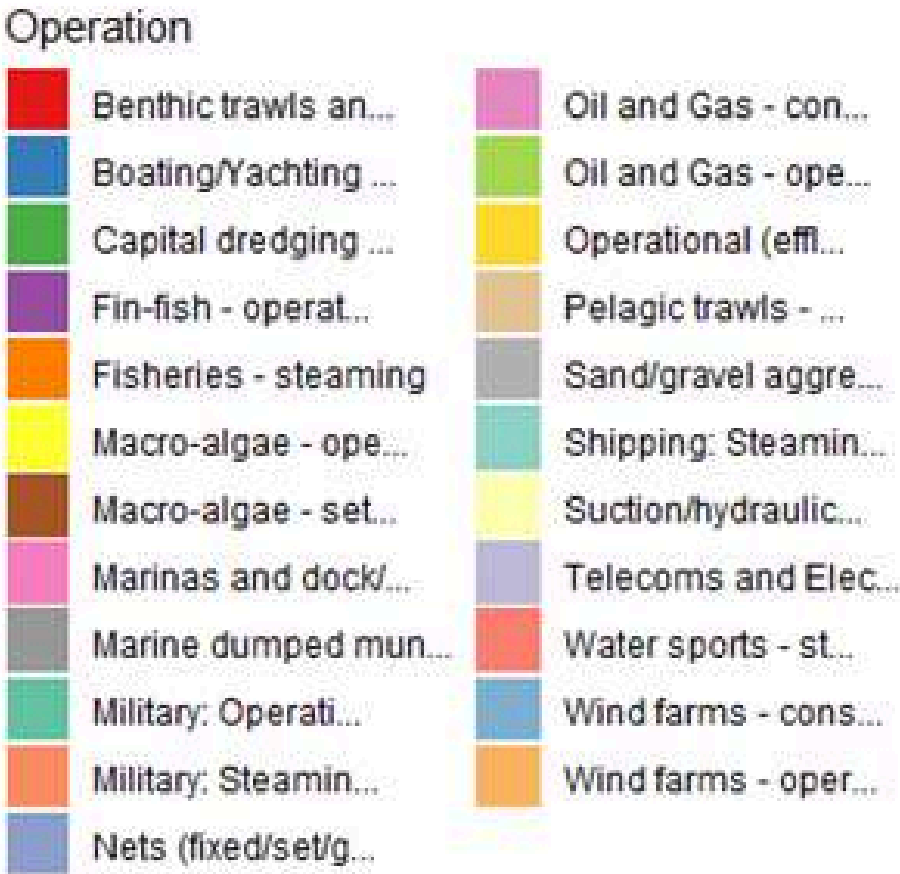 Operation
Benthic trawls an...
Boating/Yachting ...
Capital dredging ...
Fin-fish - operat...
Fisheries - steaming
Macro-algae - ope...
Macro-algae - set...
Marinas and dock/...
Marine dumped mun...
Military: Operati...
Military: Steamin...
Nets (fixed/set/g...
Oil and Gas - con...
Oil and Gas - ope...
Operational (effl...
Pelagic trawls - ...
Sand/gravel aggre...
Shipping: Steamin...
Suction/hydraulic...
Telecoms and Elec...
Water sports - st...
Wind farms - cons...
Wind farms - oper...